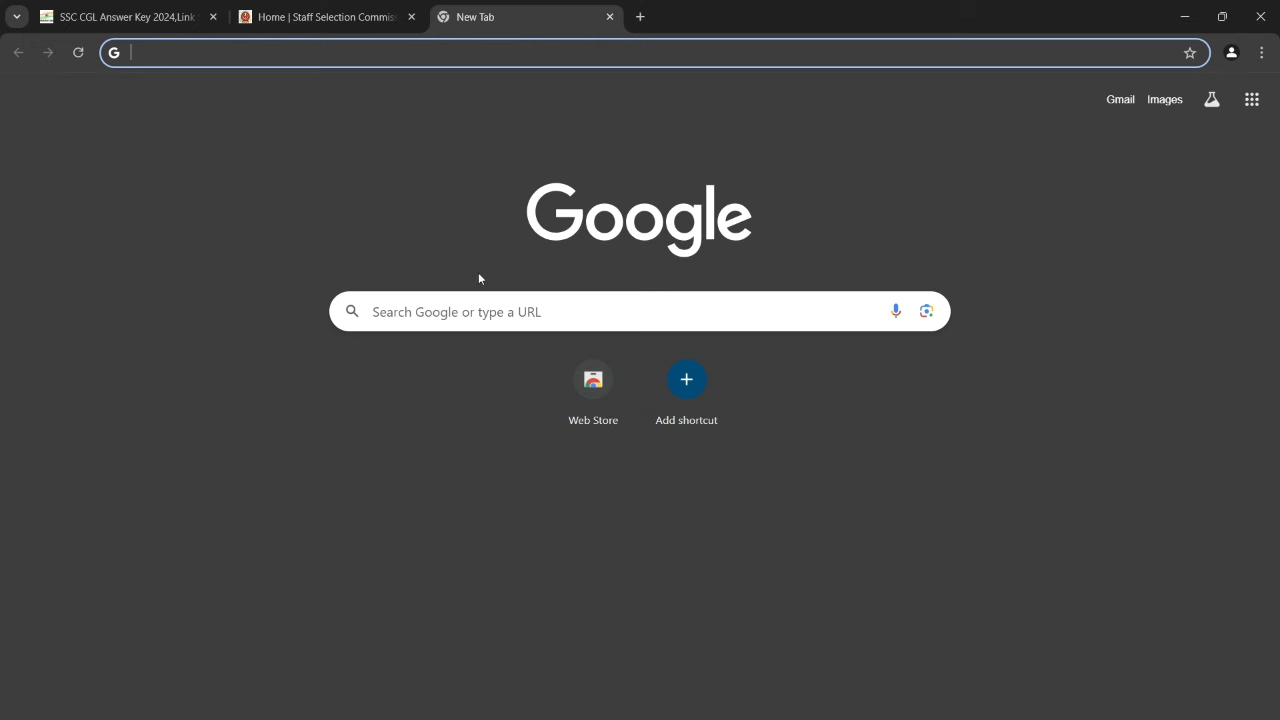 SSC CGL Answer Key 2024,Link
Home | Staff Selection Commis
New Tab
G
Gmail Images
Google
Search Google or type a URL
Web Store Add shortcut